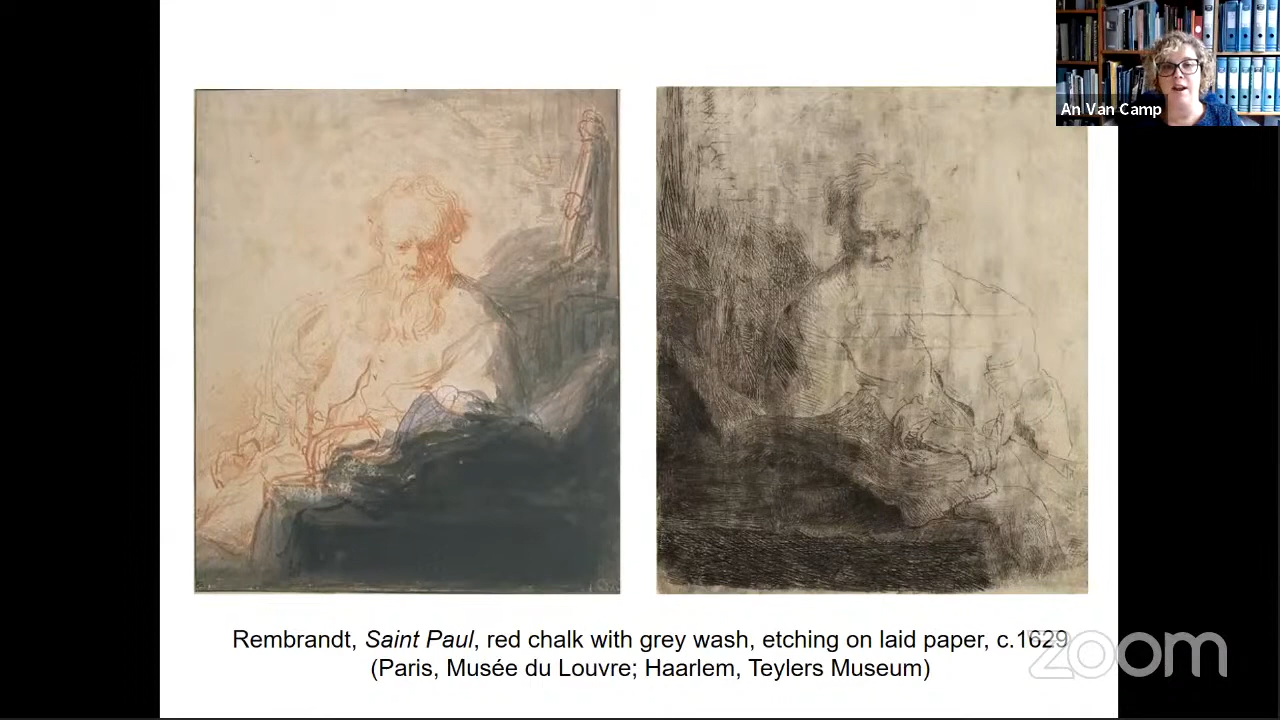 An Van Camp
Rembrandt, Saint Paul, red chalk with grey wash, etching on laid paper, c.1629
(Paris, Musée du Louvre; Haarlem, Teylers Museum)
zoom